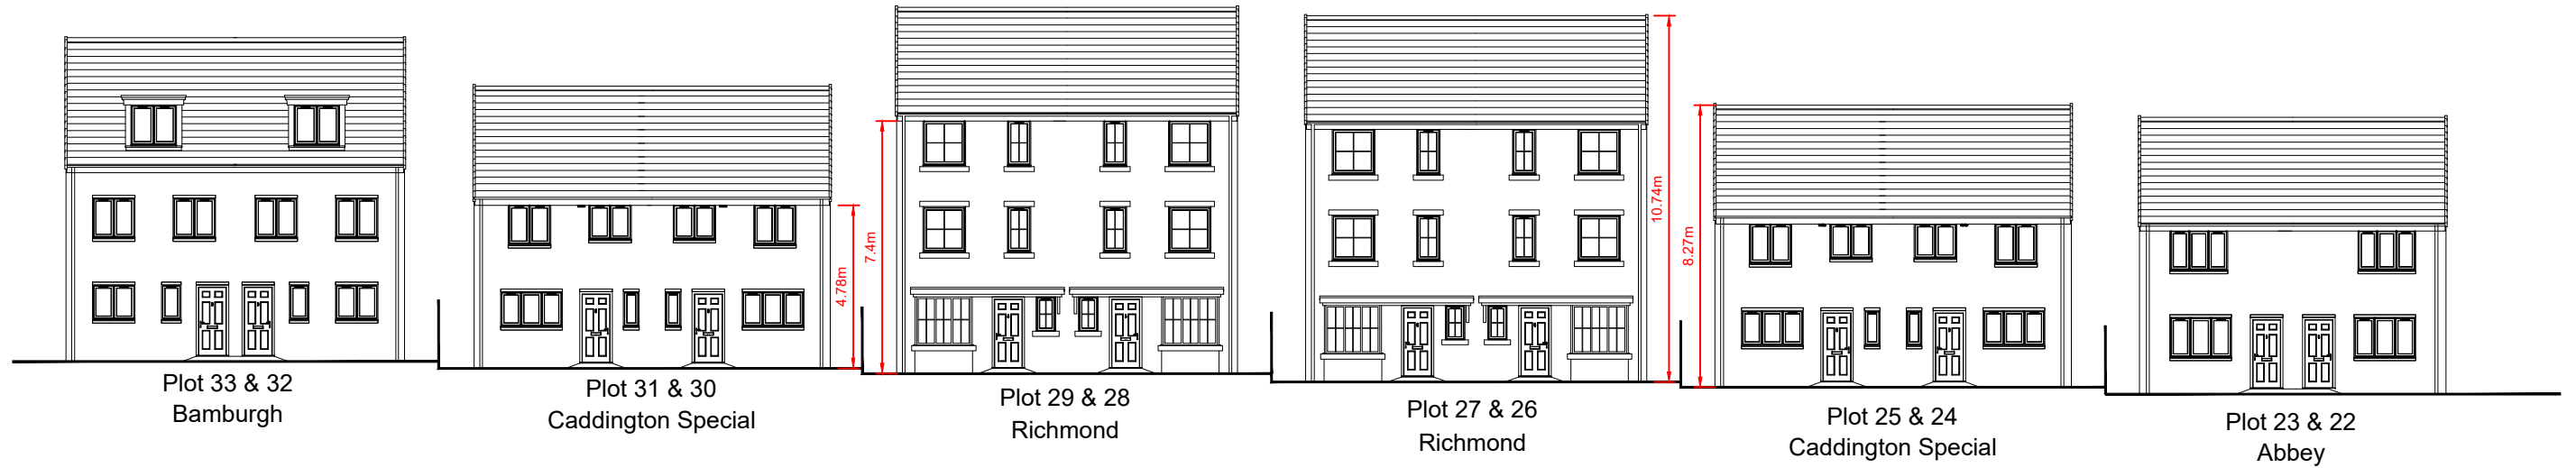 Plot 33 & 32
Bamburgh
Plot 31 & 30
Caddington Special
4.78m
7.4m
Plot 29 & 28
Richmond
Plot 27 & 26
Richmond
10.74m
8.27m
Plot 25 & 24
Caddington Special
Plot 23 & 22
Abbey